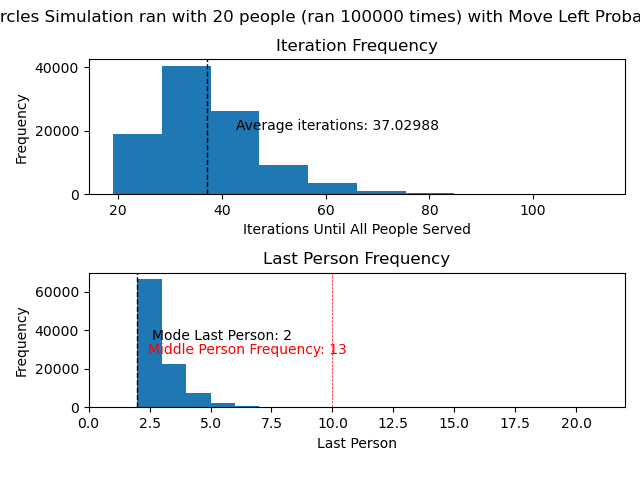 rcles Simulation ran with 20 people (ran 100000 times) with Move Left Proba
Iteration Frequency
40000
20000
0
Frequency
Average iterations: 37.02988
20 40 60 80 100
Iterations Until All People Served
Last Person Frequency
60000
40000
20000
0
Frequency
Mode Last Person: 2
Middle Person Frequency: 13
0.0 2.5 5.0 7.5 10.0 12.5 15.0 17.5 20.0
Last Person